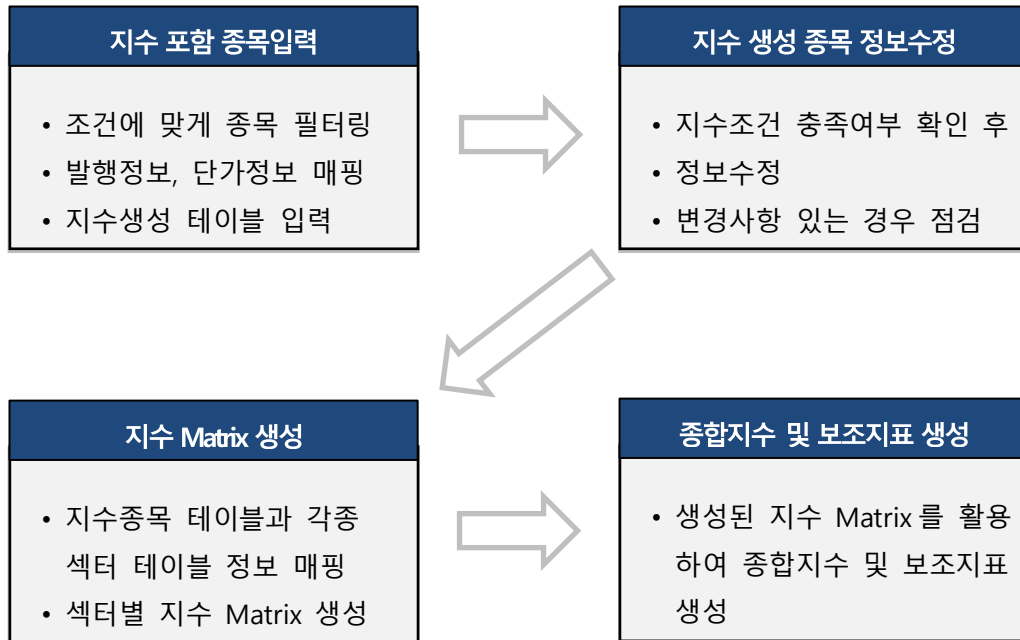 지수 포함 종목입력
• 조건에 맞게 종목 필터링
• 발행정보, 단가정보 매핑
• 지수생성 테이블 입력
지수 생성 종목 정보수정
• 지수조건 충족여부 확인 후
• 정보수정
• 변경사항 있는 경우 점검
지수 Matrix 생성
• 지수종목 테이블과 각종
섹터 테이블 정보 매핑
• 섹터별 지수 Matrix 생성
종합지수 및 보조지표 생성
• 생성된 지수 Matrix 를 활용
하여 종합지수 및 보조지표
생성